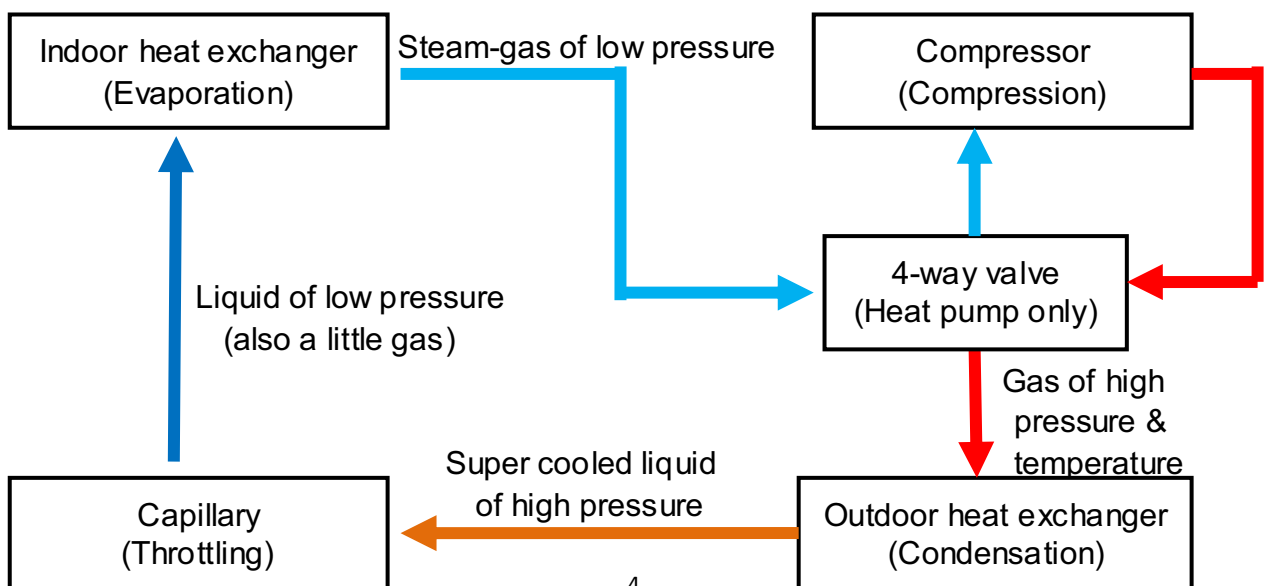 Indoor heat exchanger
(Evaporation)
Steam-gas of low pressure
Compressor
(Compression)
4-way valve
(Heat pump only)
Liquid of low pressure
(also a little gas)
Gas of high
pressure &
temperature
Super cooled liquid
of high pressure
Capillary
(Throttling)
Outdoor heat exchanger
(Condensation)
4